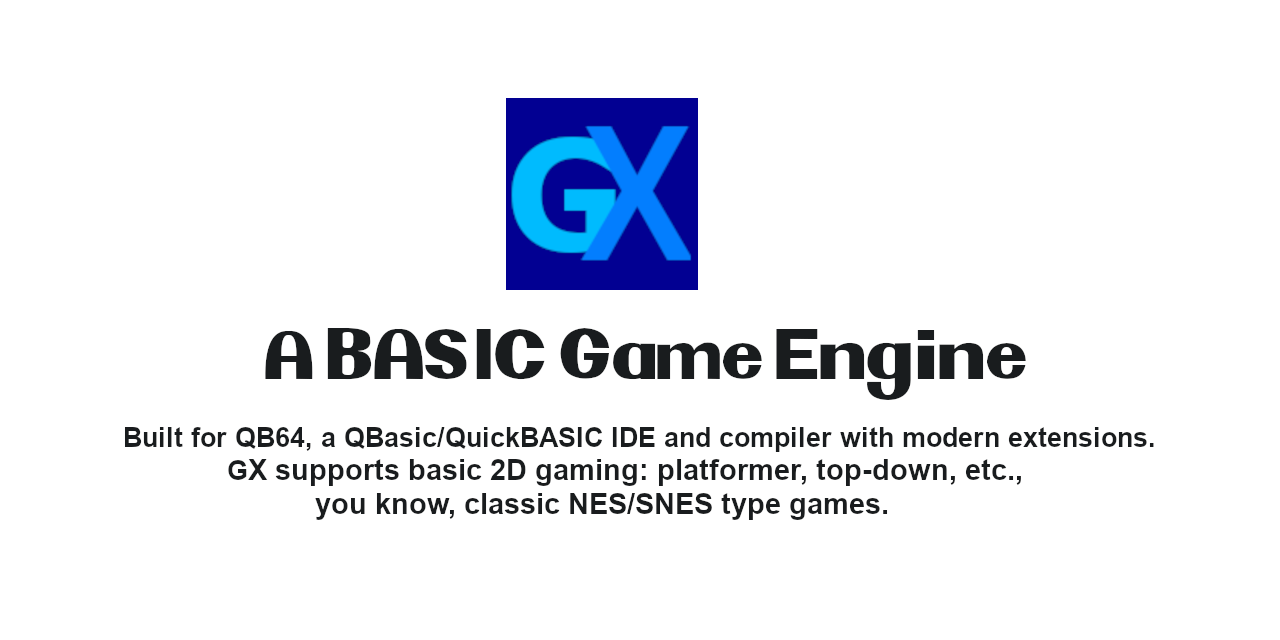 GX
A BASIC Game Engine
Built for QB64, a QBasic/QuickBASIC IDE and compiler with modern extensions.
GX supports basic 2D gaming: platformer, top-down, etc.,
you know, classic NES/SNES type games.